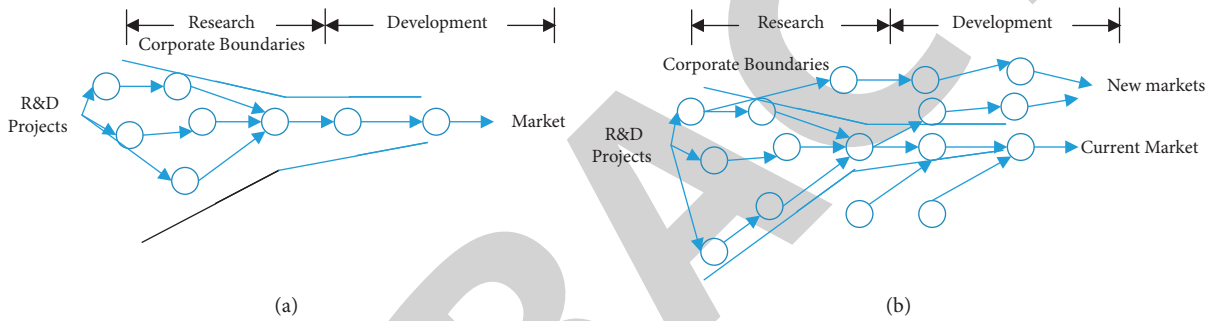 Research
Development
Corporate Boundaries
R&D
Projects
Market
(a)
Research
Development
Corporate Boundaries
R&D
Projects
New markets
Current Market
(b)